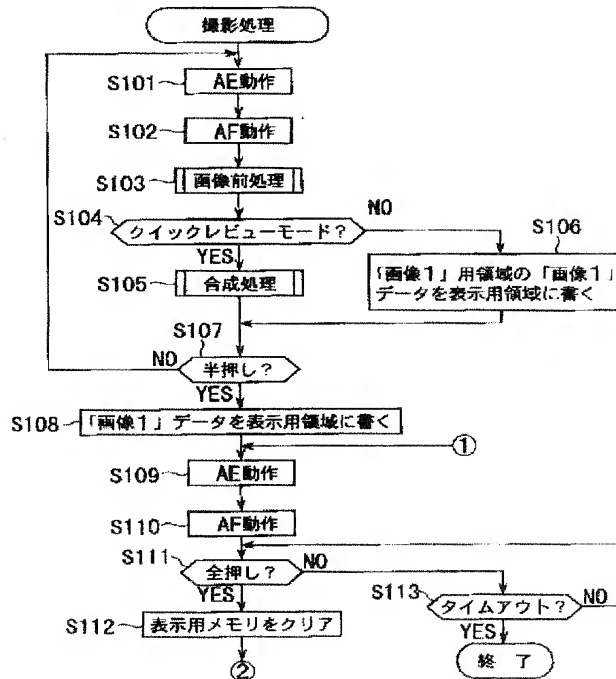 撮影処理
S101
AE動作
S102
AF動作
S103
画像前処理
S104
クイックレビューモード?
NO
YES
S105
合成処理
S106
「画像1」用領域の「画像1」
データを表示用領域に書く
S107
NO
半押し?
YES
S108
「画像1」データを表示用領域に書く
①
S109
AE動作
S110
AF動作
S111
全押し?
NO
YES
S112
表示用メモリをクリア
②
S113
タイムアウト?
NO
YES
終 了